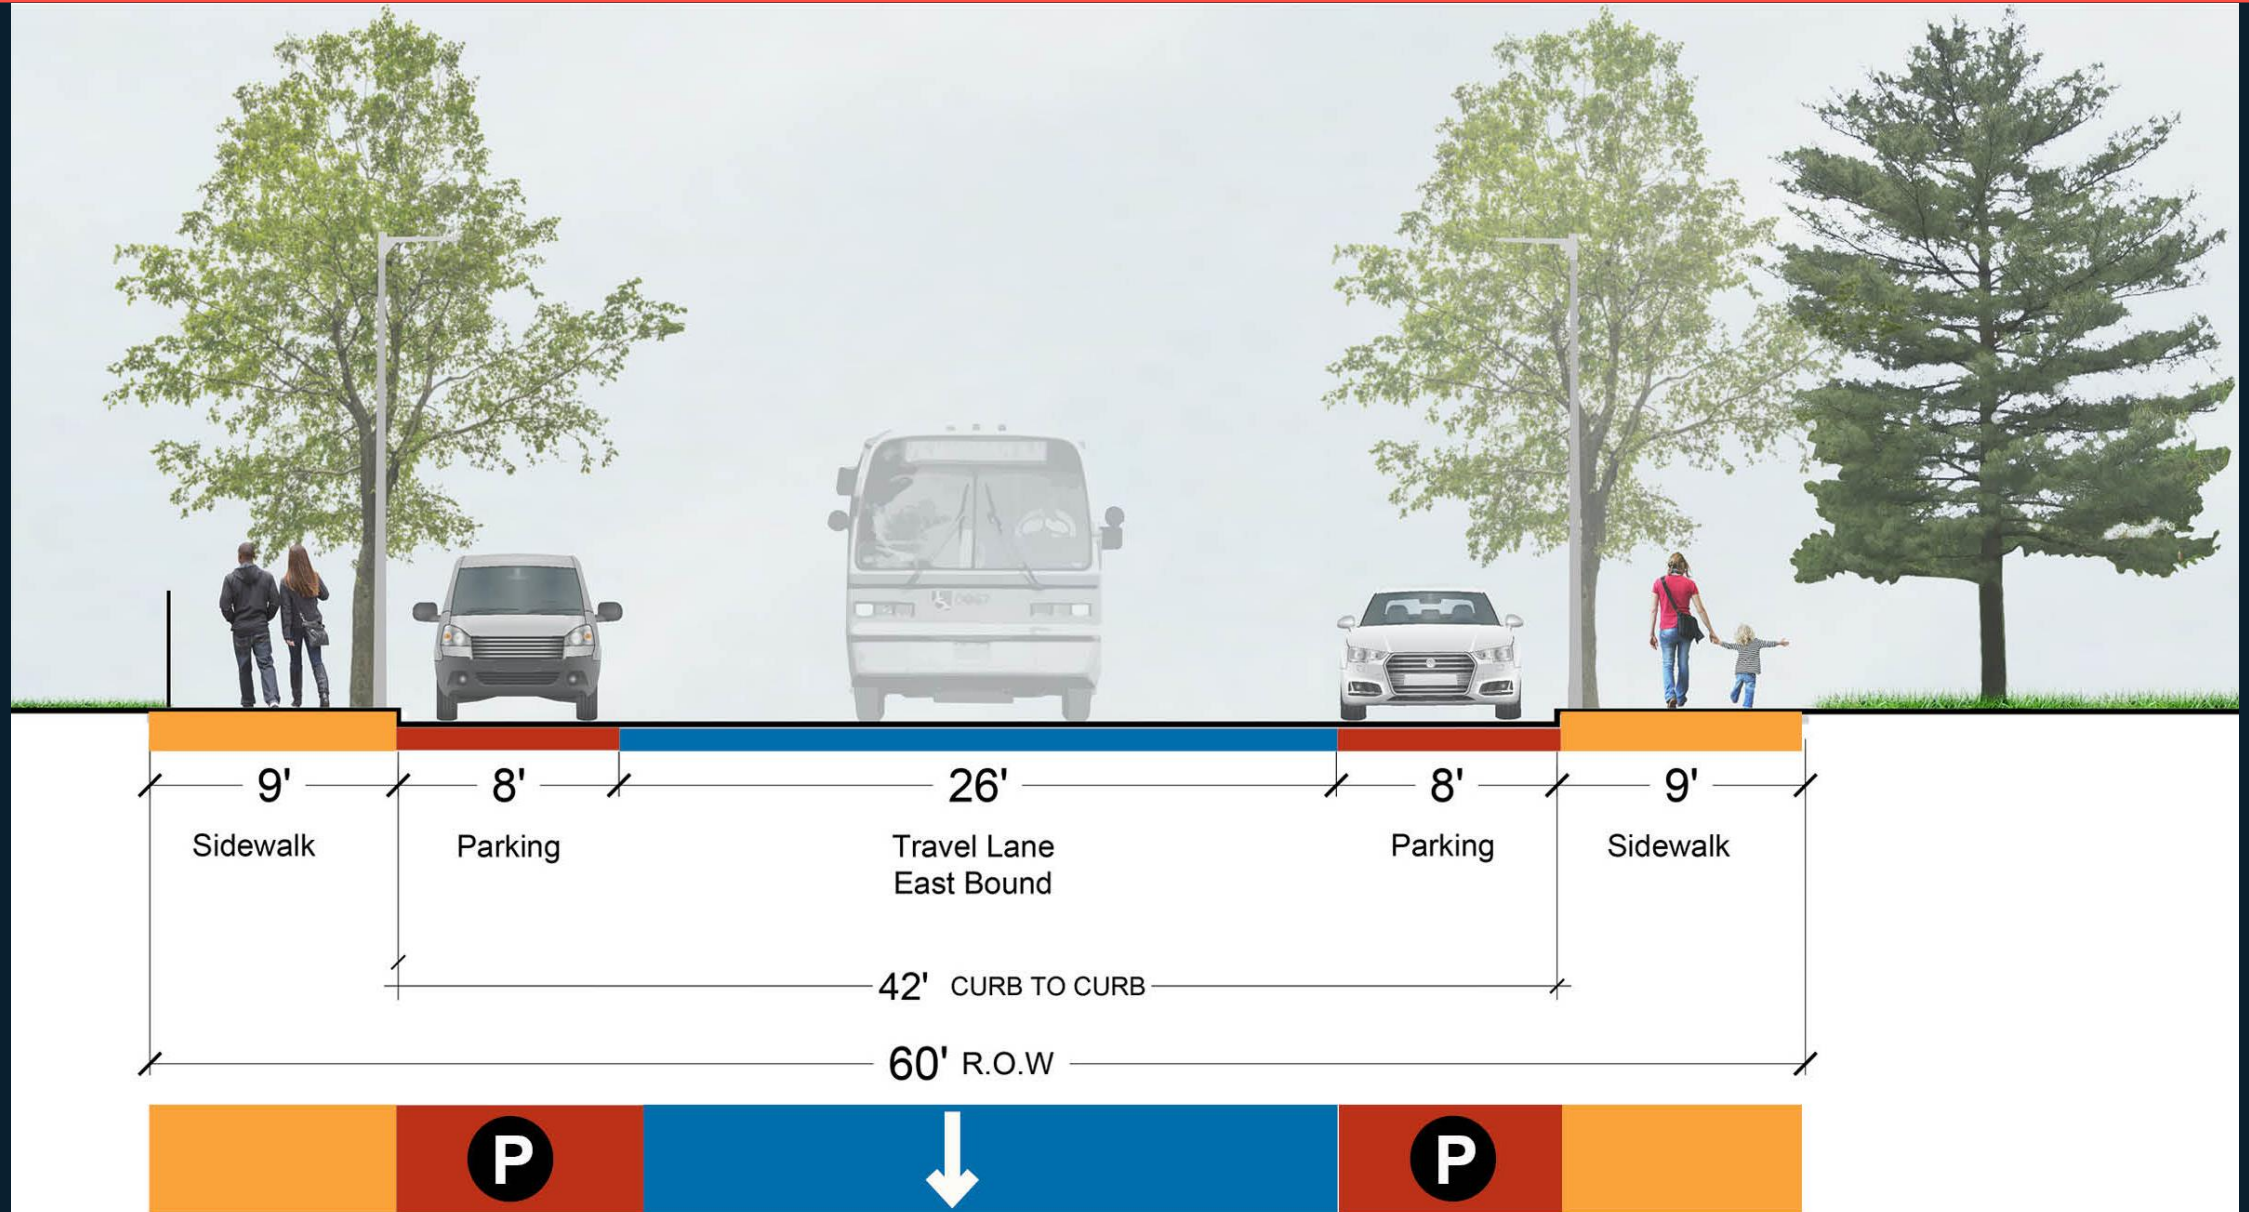 9'
8'
26'
8'
9'
Sidewalk
Parking
Travel Lane
East Bound
Parking
Sidewalk
42' CURB TO CURB
60' R.O.W
P
P